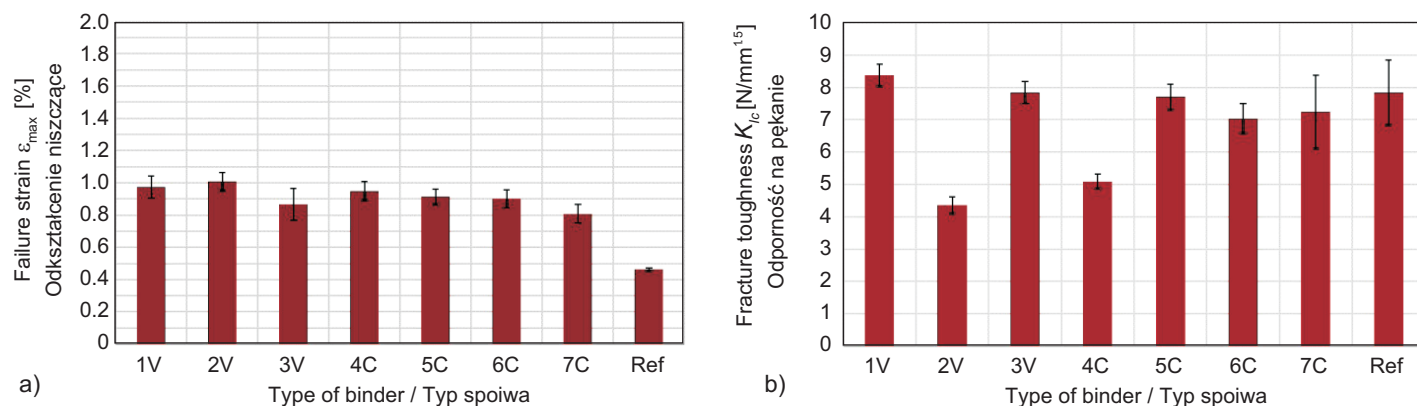 Failure strain εmax [%]
Odkształcenie niszczące
2.0
1.8
1.6
1.4
1.2
1.0
0.8
0.6
0.4
0.2
0
1V 2V 3V 4C 5C 6C 7C Ref
a)
Type of binder / Typ spoiwa
Fracture toughness KIc [N/mm1.5]
Odporność na pękanie
10
9
8
7
6
5
4
3
2
1
0
1V 2V 3V 4C 5C 6C 7C Ref
b)
Type of binder / Typ spoiwa